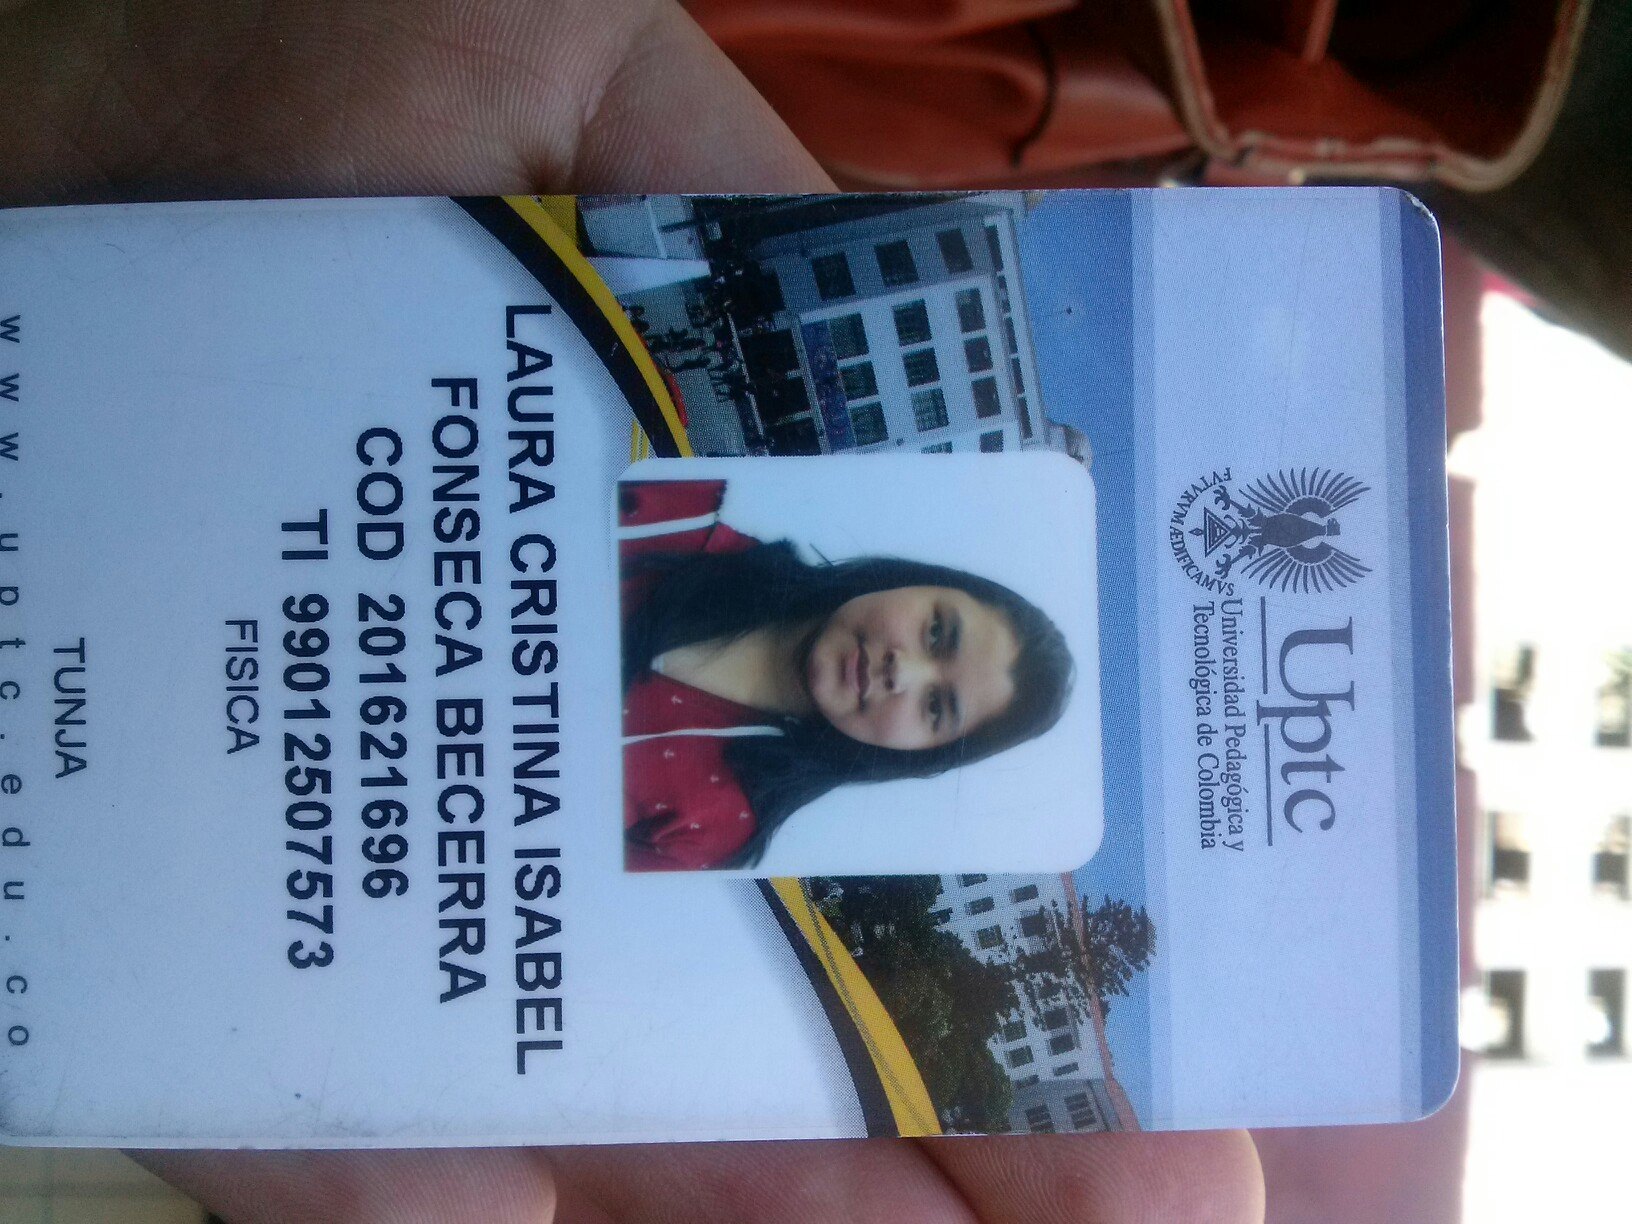 Uptc
Universidad Pedagógica y
Tecnológica de Colombia
FVTVRVM ÆDIFICAMVS
LAURA CRISTINA ISABEL
FONSECA BECERRA
COD 201621696
TI 99012507573
FISICA
TUNJA
www.uptc.edu.co